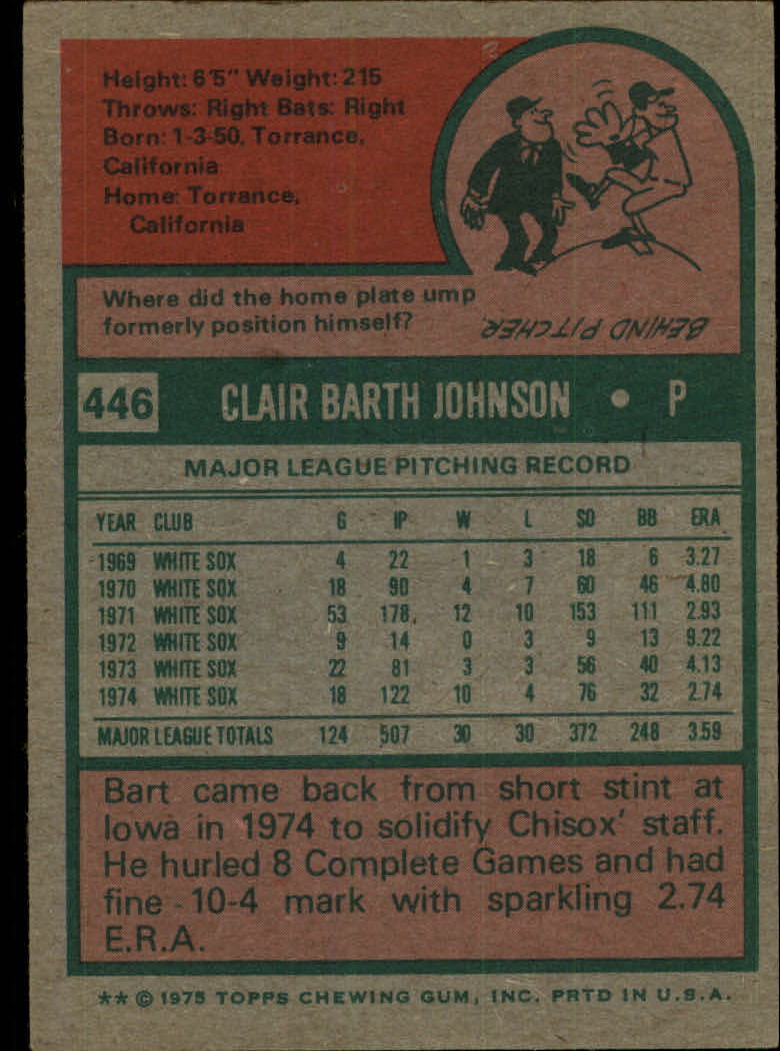 Height: 6'5" Weight: 215
Throws: Right Bats: Right
Born: 1-3-50, Torrance,
California
Home: Torrance,
California
Where did the home plate ump
formerly position himself?
BEHIND PITCHER.
446 CLAIR BARTH JOHNSON • P
MAJOR LEAGUE PITCHING RECORD
YEAR CLUB G IP W L SO BB ERA
1969 WHITE SOX 4 22 1 3 18 6 3.27
1970 WHITE SOX 18 90 4 7 60 46 4.80
1971 WHITE SOX 53 178 12 10 153 111 2.93
1972 WHITE SOX 9 14 0 3 9 13 9.22
1973 WHITE SOX 22 81 3 3 56 40 4.13
1974 WHITE SOX 18 122 10 4 76 32 2.74
MAJOR LEAGUE TOTALS 124 507 30 30 372 248 3.59
Bart came back from short stint at
Iowa in 1974 to solidify Chisox' staff.
He hurled 8 Complete Games and had
fine 10-4 mark with sparkling 2.74
E.R.A.
** © 1975 TOPPS CHEWING GUM, INC. PRTD IN U.S.A.